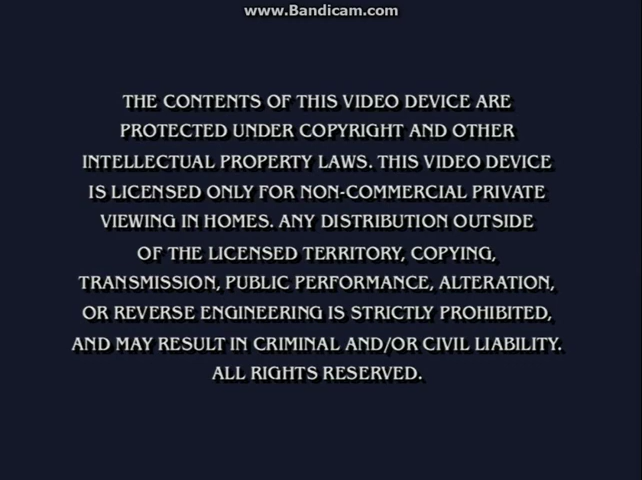 www.Bandicam.com
THE CONTENTS OF THIS VIDEO DEVICE ARE
PROTECTED UNDER COPYRIGHT AND OTHER
INTELLECTUAL PROPERTY LAWS. THIS VIDEO DEVICE
IS LICENSED ONLY FOR NON-COMMERCIAL PRIVATE
VIEWING IN HOMES. ANY DISTRIBUTION OUTSIDE
OF THE LICENSED TERRITORY, COPYING,
TRANSMISSION, PUBLIC PERFORMANCE, ALTERATION,
OR REVERSE ENGINEERING IS STRICTLY PROHIBITED,
AND MAY RESULT IN CRIMINAL AND/OR CIVIL LIABILITY.
ALL RIGHTS RESERVED.